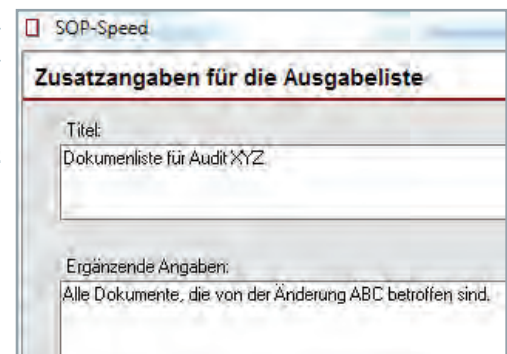 SOP-Speed
Zusatzangaben für die Ausgabeliste
Titel:
Dokumenliste für Audit XYZ
Ergänzende Angaben:
Alle Dokumente, die von der Änderung ABC betroffen sind.